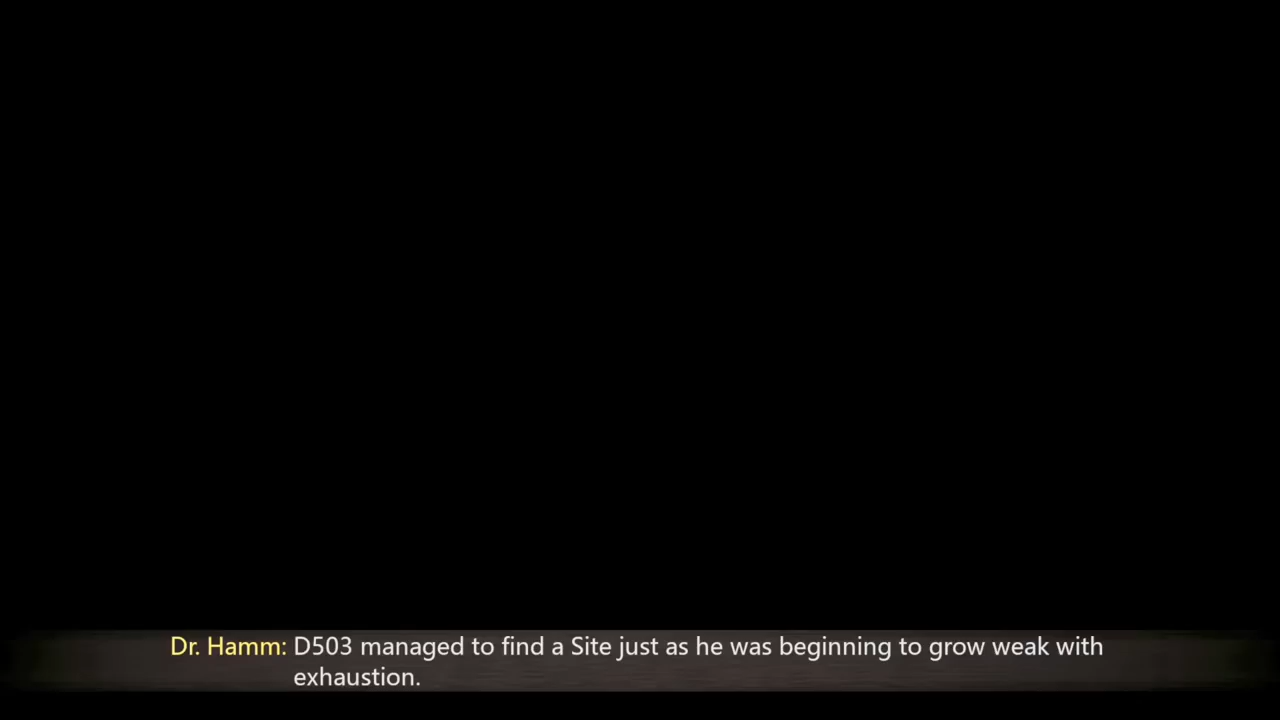 Dr. Hamm: D503 managed to find a Site just as he was beginning to grow weak with
exhaustion.